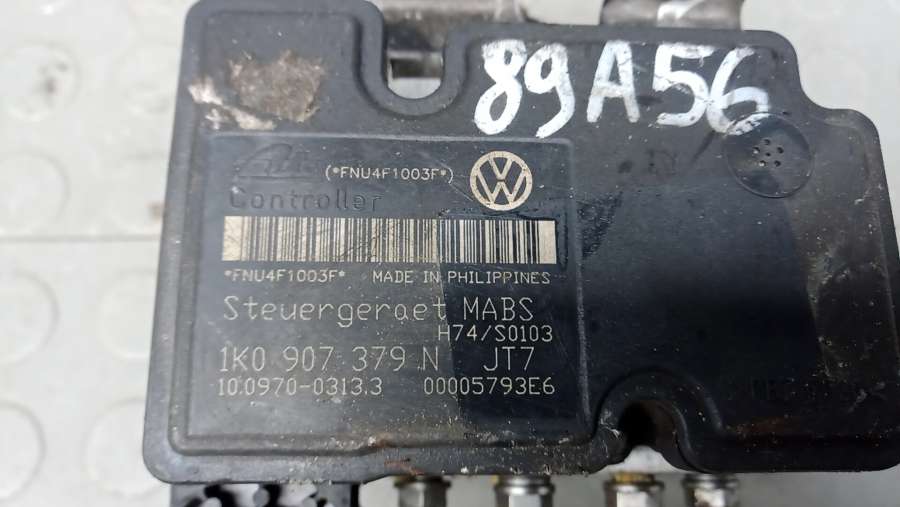 89A56
Ate (*FNU4F1003F*)
Controller
*FNU4F1003F* MADE IN PHILIPPINES
Steuergeraet MABS
H74/S0103
1K0 907 379 N JT7
10.0970-0313.3 00005793E6